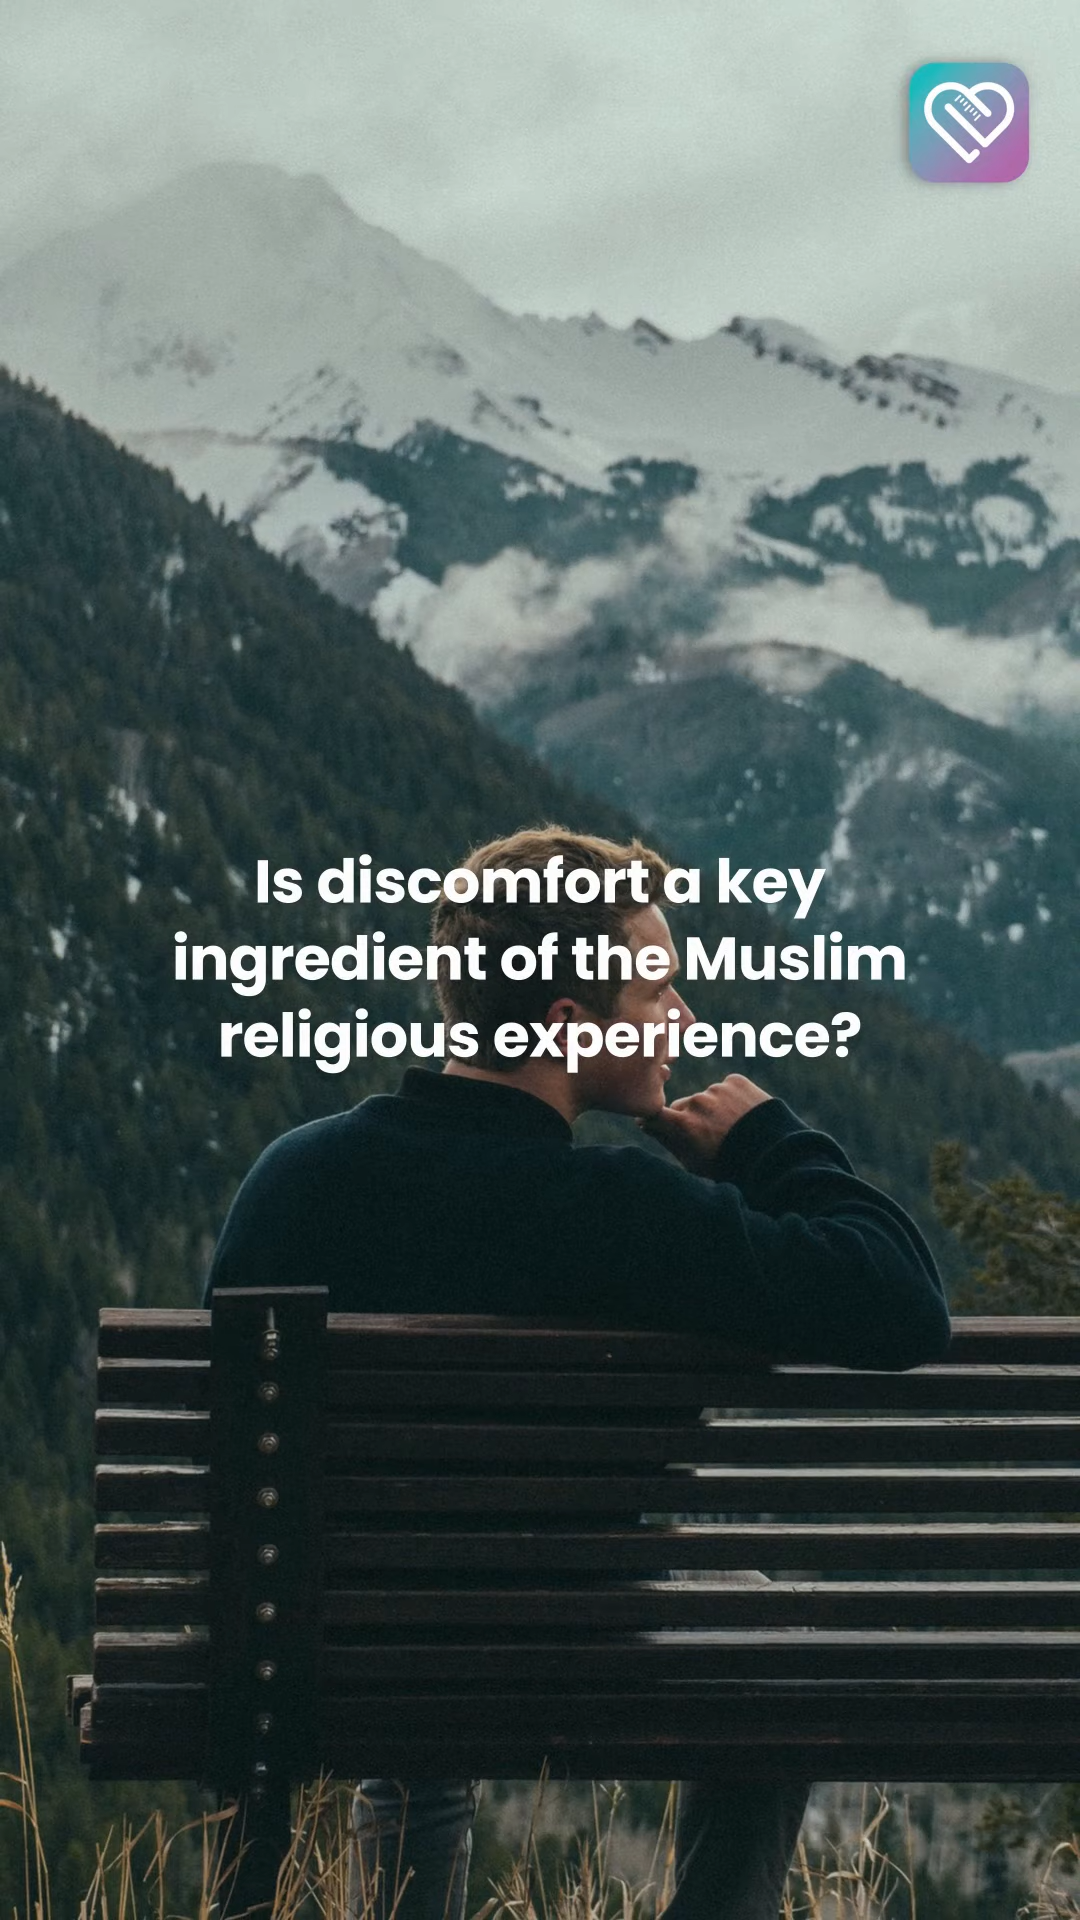 Is discomfort a key
ingredient of the Muslim
religious experience?